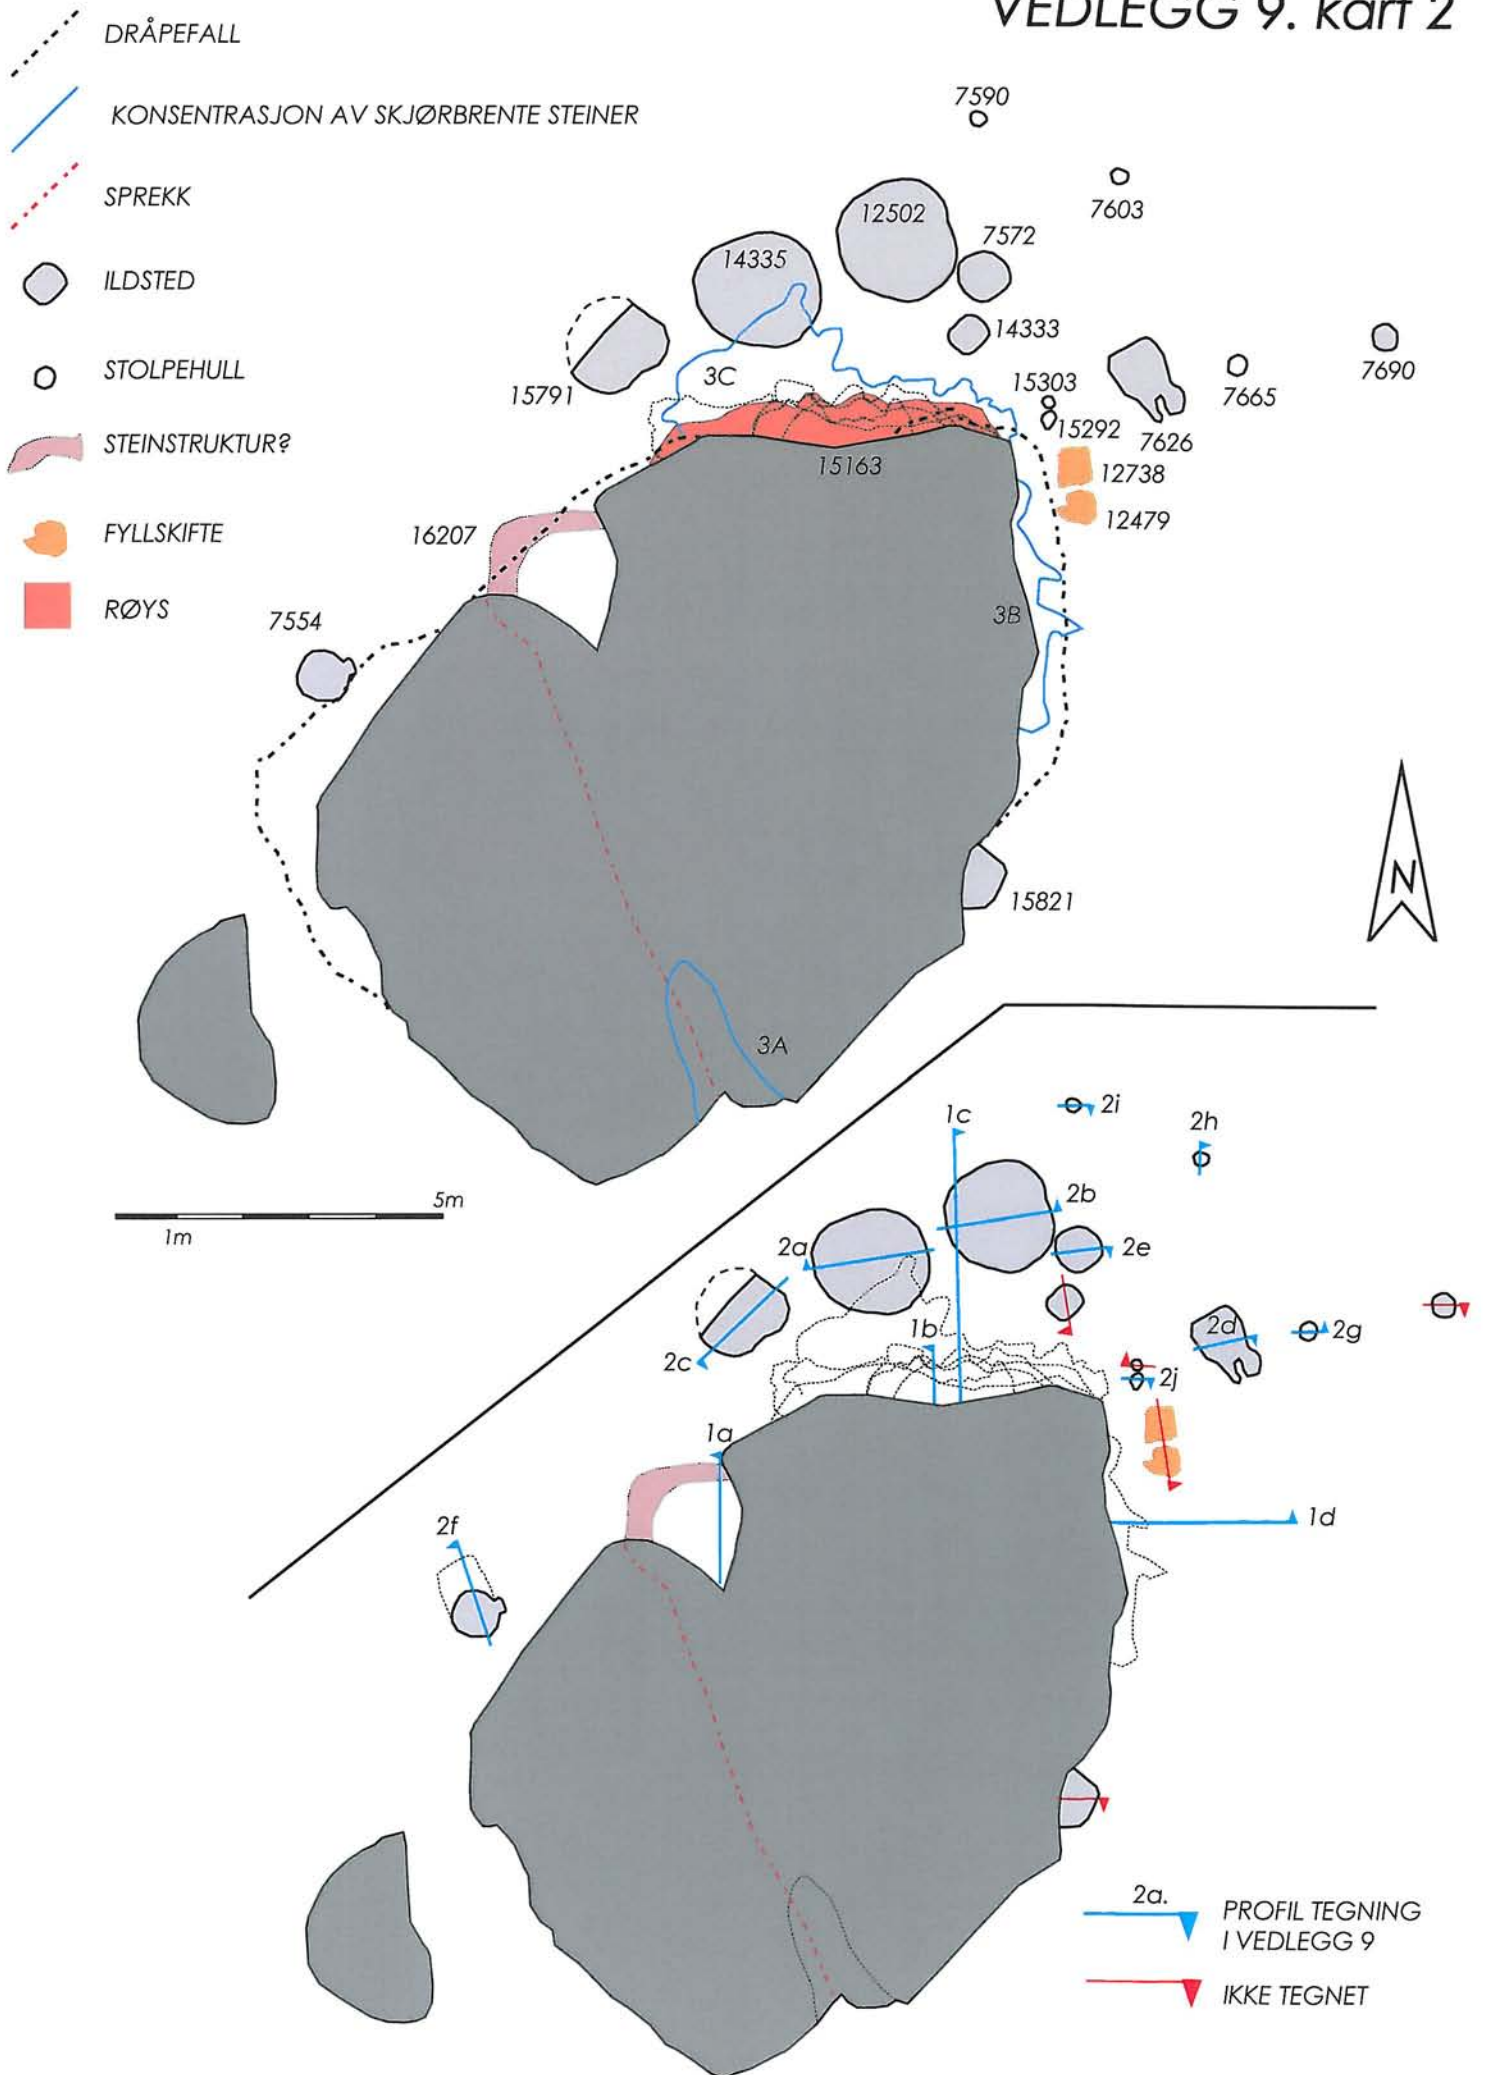 VEDLEGG 9. kart 2
DRÅPEFALL
KONSENTRASJON AV SKJØRBRENTE STEINER
SPREKK
ILDSTED
STOLPEHULL
STEINSTRUKTUR?
FYLLSKIFTE
RØYS
7590
7603
12502
7572
14335
14333
7690
15791
3C
15303
7665
15292
7626
15163
12738
12479
16207
3B
7554
15821
N
3A
5m
1m
2i
1c
2h
2b
2a
2e
1b
2d
2g
2c
2j
1a
1d
2f
2a.
PROFIL TEGNING
I VEDLEGG 9
IKKE TEGNET